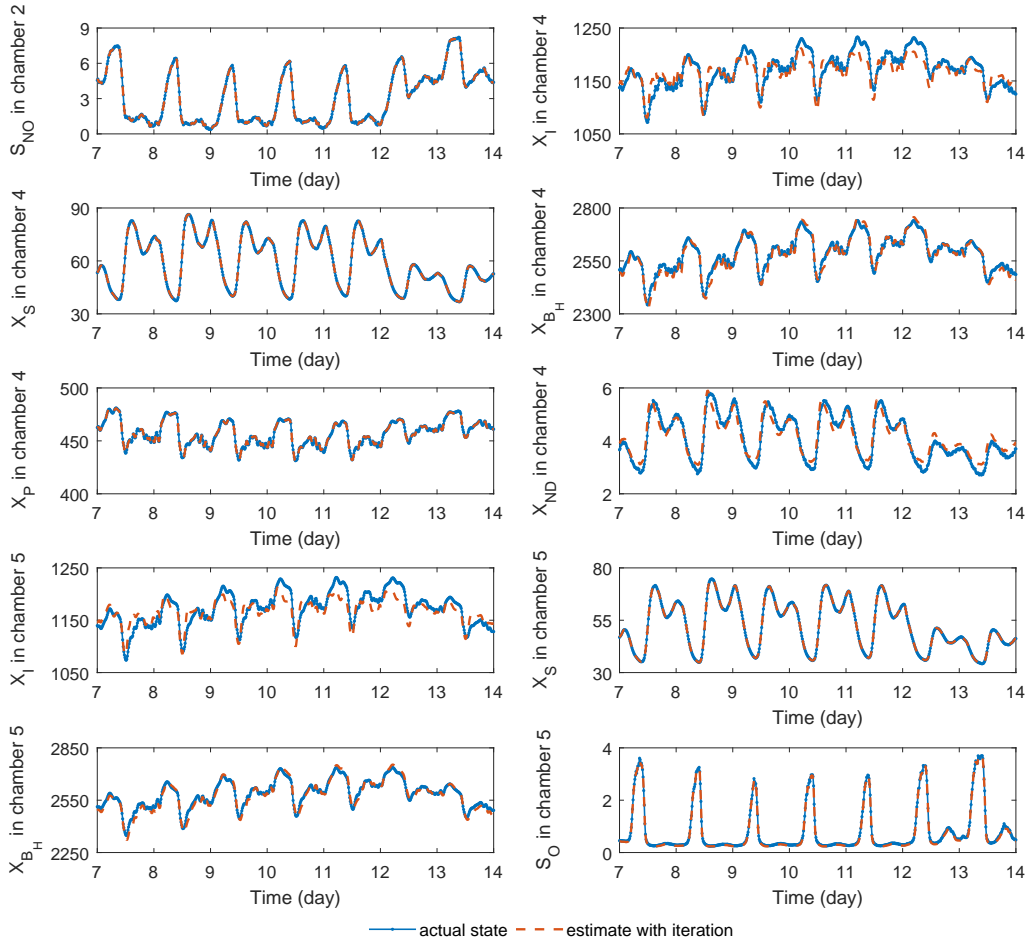 S_NO in chamber 2
9
6
3
0
7 8 9 10 11 12 13 14
Time (day)
X_I in chamber 4
1250
1150
1050
7 8 9 10 11 12 13 14
Time (day)
X_S in chamber 4
90
60
30
7 8 9 10 11 12 13 14
Time (day)
X_B_H in chamber 4
2800
2550
2300
7 8 9 10 11 12 13 14
Time (day)
X_P in chamber 4
500
450
400
7 8 9 10 11 12 13 14
Time (day)
X_ND in chamber 4
6
4
2
7 8 9 10 11 12 13 14
Time (day)
X_I in chamber 5
1250
1150
1050
7 8 9 10 11 12 13 14
Time (day)
X_S in chamber 5
80
55
30
7 8 9 10 11 12 13 14
Time (day)
X_B_H in chamber 5
2850
2550
2250
7 8 9 10 11 12 13 14
Time (day)
S_O in chamber 5
4
2
0
7 8 9 10 11 12 13 14
Time (day)
actual state estimate with iteration